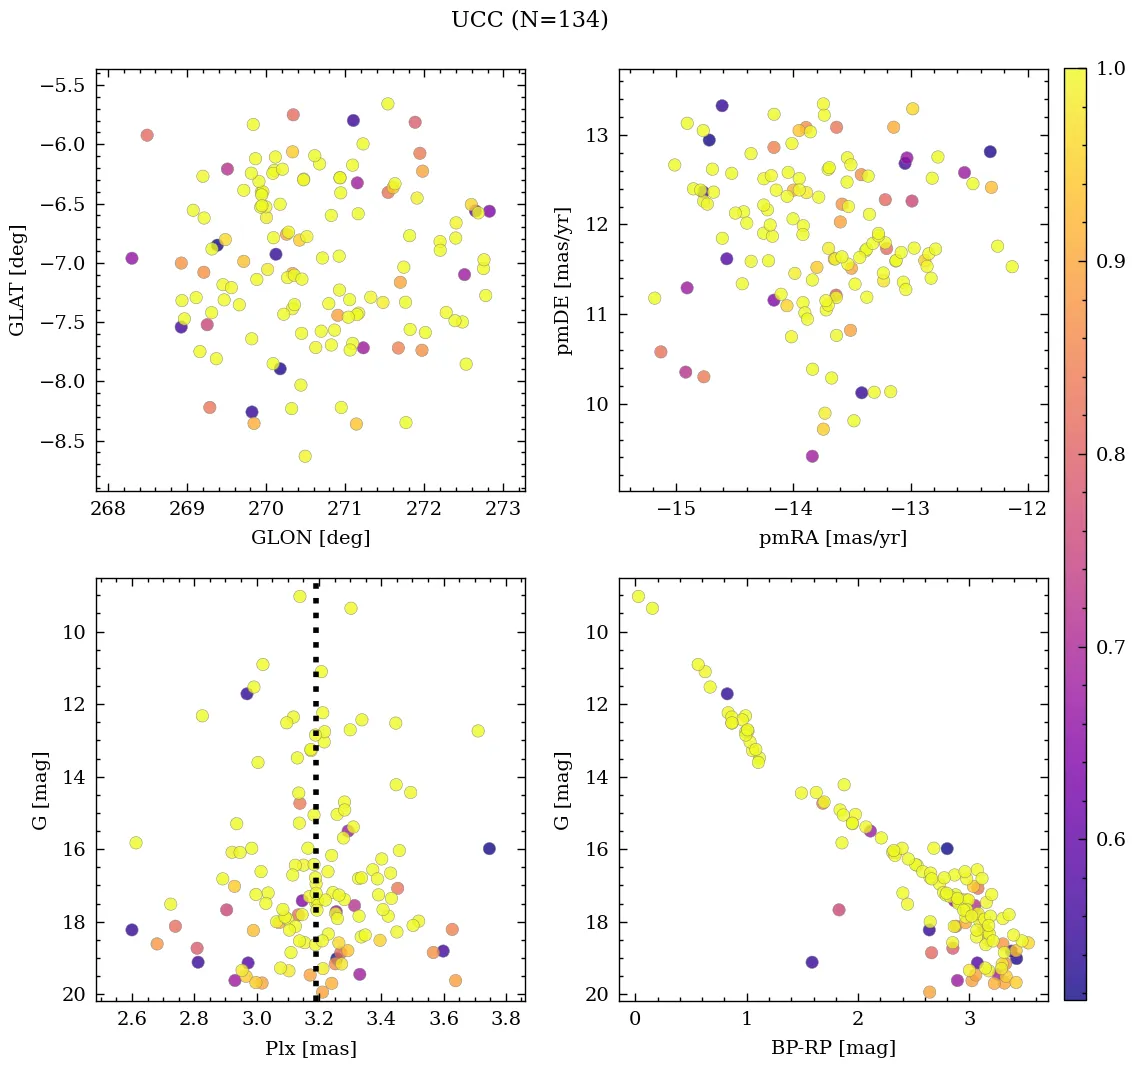 UCC (N=134)
−5.5
−6.0
−6.5
−7.0
−7.5
−8.0
−8.5
GLAT [deg]
268 269 270 271 272 273
GLON [deg]
13
12
11
10
pmDE [mas/yr]
−15 −14 −13 −12
pmRA [mas/yr]
10
12
14
16
18
20
G [mag]
2.6 2.8 3.0 3.2 3.4 3.6 3.8
Plx [mas]
10
12
14
16
18
20
G [mag]
0 1 2 3
BP-RP [mag]
1.0
0.9
0.8
0.7
0.6